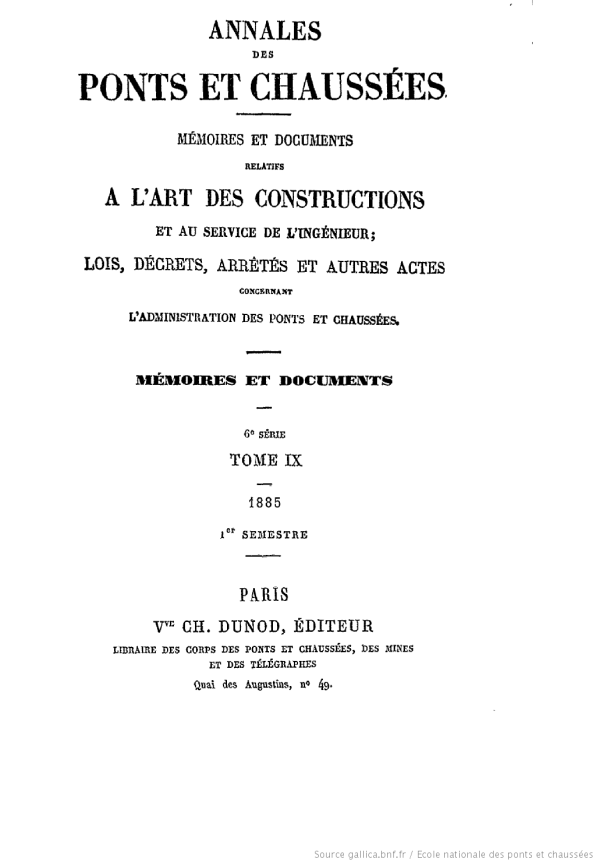 ANNALES
DES
PONTS ET CHAUSSÉES.
MÉMOIRES ET DOCUMENTS
RELATIFS
A L'ART DES CONSTRUCTIONS
ET AU SERVICE DE L'INGÉNIEUR;
LOIS, DÉCRETS, ARRÊTÉS ET AUTRES ACTES
CONCERNANT
L'ADMINISTRATION DES PONTS ET CHAUSSÉES.
MÉMOIRES ET DOCUMENTS
6e SÉRIE
TOME IX
1885
1er SEMESTRE
PARIS
Vve CH. DUNOD, ÉDITEUR
LIBRAIRE DES CORPS DES PONTS ET CHAUSSÉES, DES MINES
ET DES TÉLÉGRAPHES
Quai des Augustins, no 49.
Source gallica.bnf.fr / Ecole nationale des ponts et chaussées